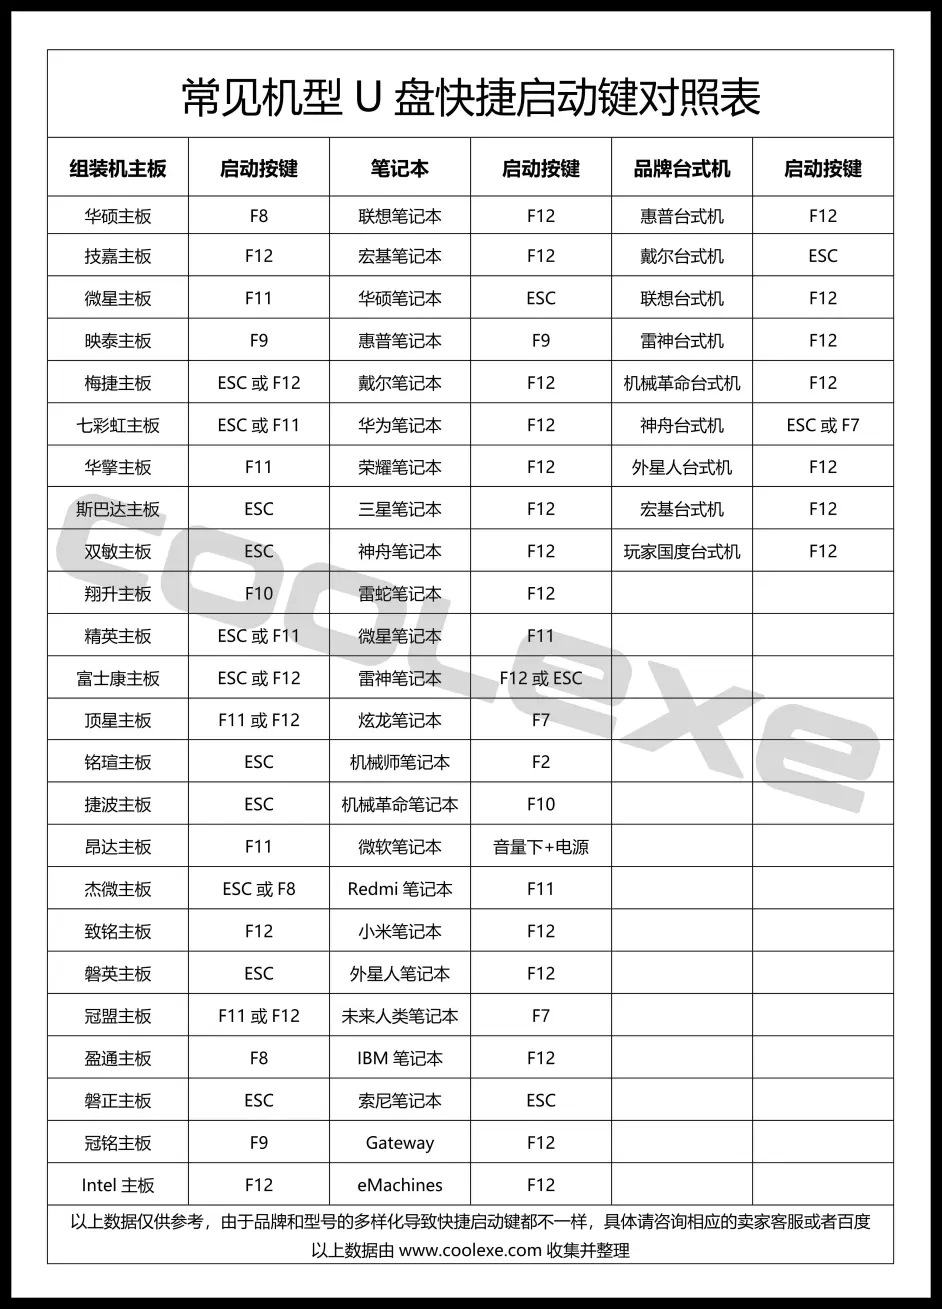 常见机型 U 盘快捷启动键对照表
组装机主板 启动按键 笔记本 启动按键 品牌台式机 启动按键
华硕主板 F8 联想笔记本 F12 惠普台式机 F12
技嘉主板 F12 宏基笔记本 F12 戴尔台式机 ESC
微星主板 F11 华硕笔记本 ESC 联想台式机 F12
映泰主板 F9 惠普笔记本 F9 雷神台式机 F12
梅捷主板 ESC 或 F12 戴尔笔记本 F12 机械革命台式机 F12
七彩虹主板 ESC 或 F11 华为笔记本 F12 神舟台式机 ESC 或 F7
华擎主板 F11 荣耀笔记本 F12 外星人台式机 F12
斯巴达主板 ESC 三星笔记本 F12 宏基台式机 F12
双敏主板 ESC 神舟笔记本 F12 玩家国度台式机 F12
翔升主板 F10 雷蛇笔记本 F12
精英主板 ESC 或 F11 微星笔记本 F11
富士康主板 ESC 或 F12 雷神笔记本 F12 或 ESC
顶星主板 F11 或 F12 炫龙笔记本 F7
铭瑄主板 ESC 机械师笔记本 F2
捷波主板 ESC 机械革命笔记本 F10
昂达主板 F11 微软笔记本 音量下+电源
杰微主板 ESC 或 F8 Redmi 笔记本 F11
致铭主板 F12 小米笔记本 F12
磐英主板 ESC 外星人笔记本 F12
冠盟主板 F11 或 F12 未来人类笔记本 F7
盈通主板 F8 IBM 笔记本 F12
磐正主板 ESC 索尼笔记本 ESC
冠铭主板 F9 Gateway F12
Intel 主板 F12 eMachines F12
以上数据仅供参考，由于品牌和型号的多样化导致快捷启动键都不一样，具体请咨询相应的卖家客服或者百度
以上数据由 www.coolexe.com 收集并整理
coolexe